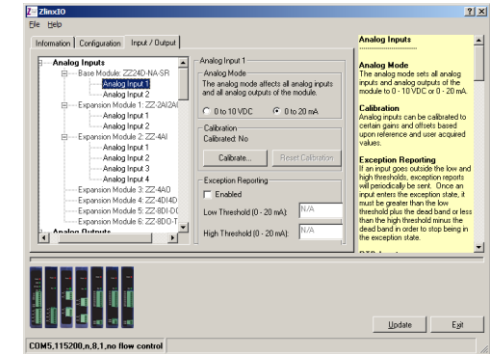 ZlinxIO
File Help
Information Configuration Input / Output
Analog Inputs
Base Module: ZZ24D-NA-SR
Analog Input 1
Analog Input 2
Expansion Module 1: ZZ-2AI2AI
Analog Input 1
Analog Input 2
Expansion Module 2: ZZ-4AI
Analog Input 1
Analog Input 2
Analog Input 3
Analog Input 4
Expansion Module 3: ZZ-4AO
Expansion Module 4: ZZ-4DI4D
Expansion Module 5: ZZ-8DI-DC
Expansion Module 6: ZZ-8DO-T
Analog Outputs
Analog Input 1
Analog Mode
The analog mode affects all analog inputs
and all analog outputs of the module.
0 to 10 VDC 0 to 20 mA
Calibration
Calibrated: No
Calibrate... Reset Calibration
Exception Reporting
Enabled
Low Threshold (0 - 20 mA): N/A
High Threshold (0 - 20 mA): N/A
Analog Inputs
--------------------
Analog Mode
The analog mode sets all analog
inputs and analog outputs of the
module to 0 - 10 VDC or 0 - 20 mA.
Calibration
Analog inputs can be calibrated to
certain gains and offsets based
upon reference and user acquired
values.
Exception Reporting
If an input goes outside the low and
high thresholds, exception reports
will periodically be sent. Once an
input enters the exception state, it
must be greater than the low
threshold plus the dead band or less
than the high threshold minus the
dead band in order to stop being in
the exception state.
Update Exit
COM5,115200,n,8,1,no flow control